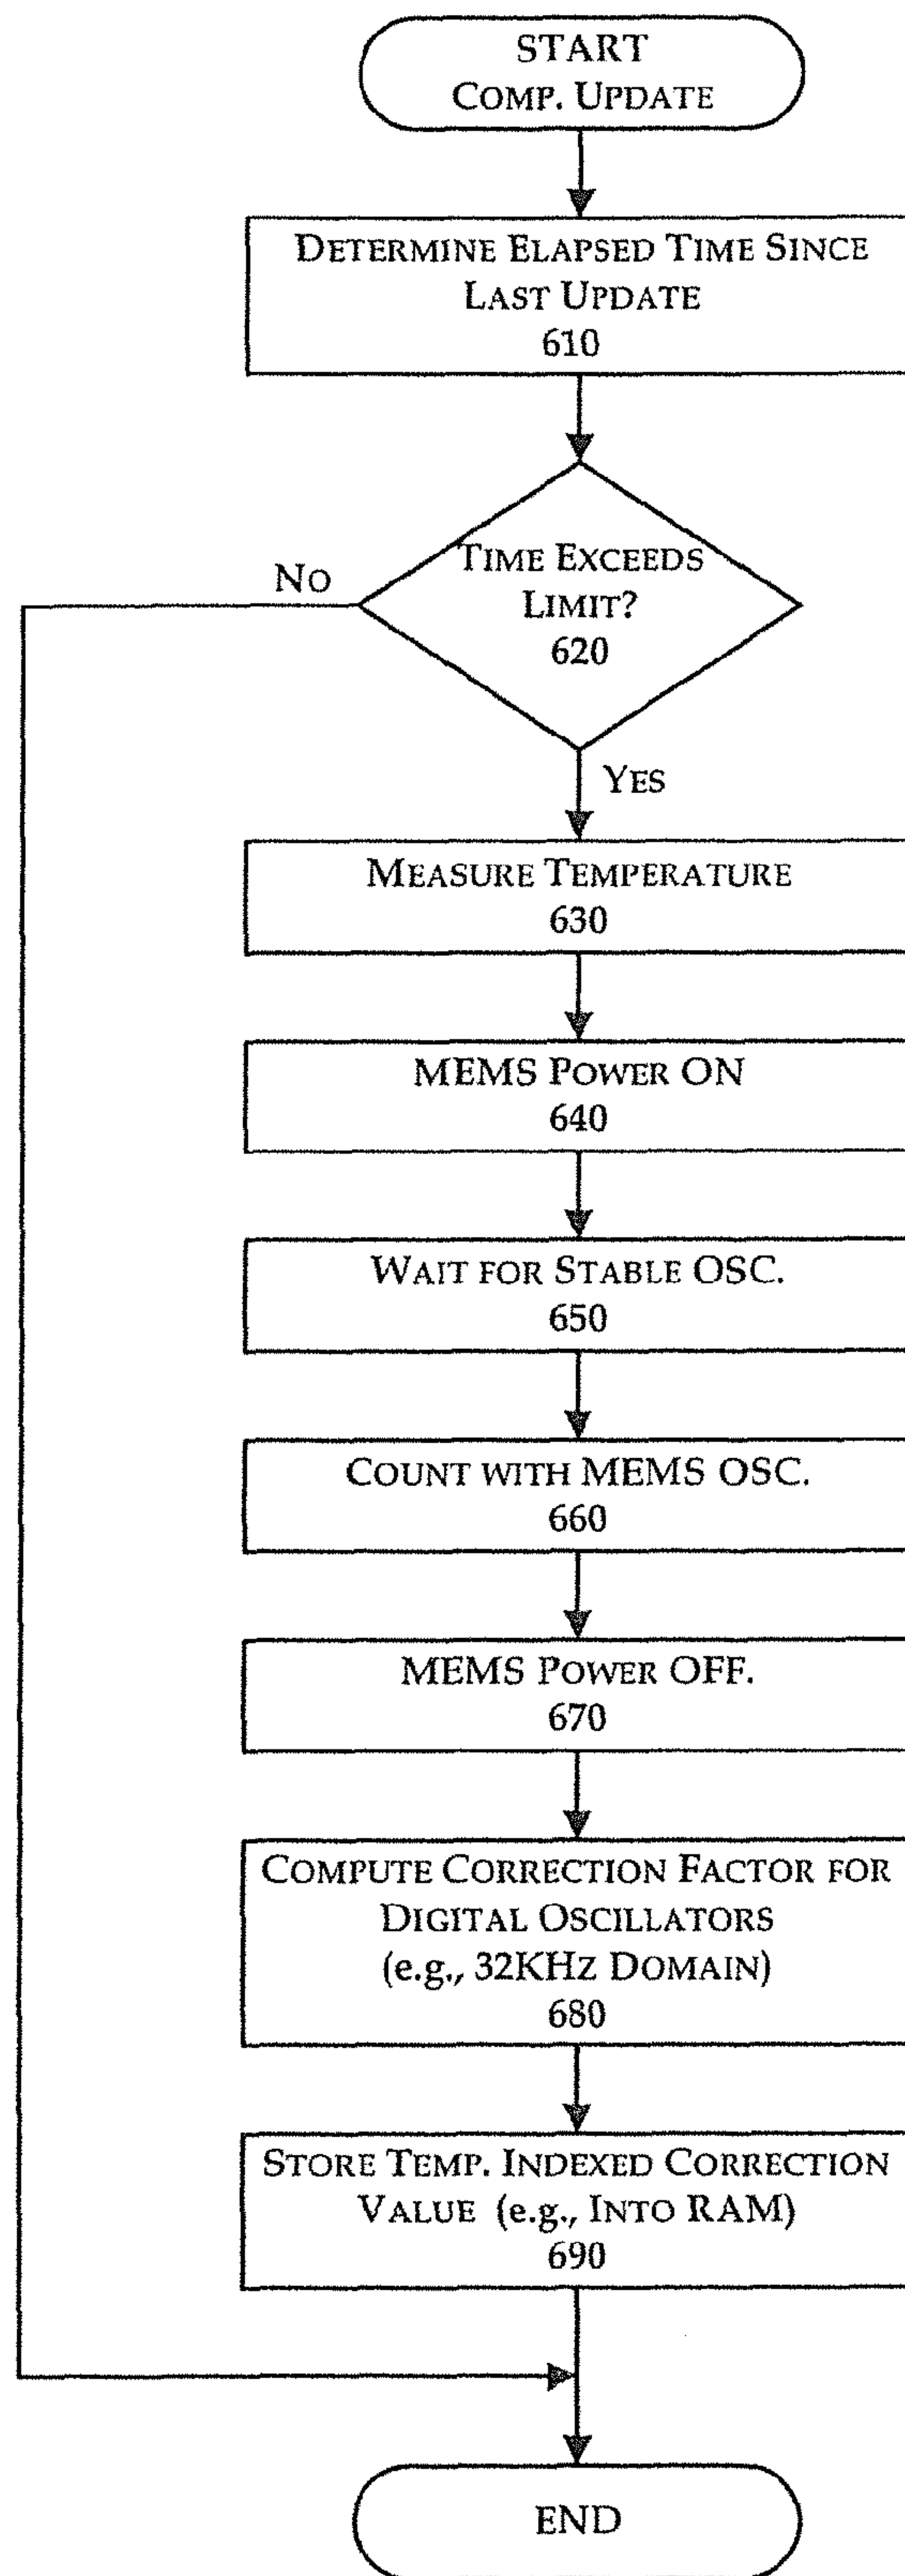 START
COMP. UPDATE
DETERMINE ELAPSED TIME SINCE
LAST UPDATE
610
TIME EXCEEDS
LIMIT?
620
NO
YES
MEASURE TEMPERATURE
630
MEMS POWER ON
640
WAIT FOR STABLE OSC.
650
COUNT WITH MEMS OSC.
660
MEMS POWER OFF.
670
COMPUTE CORRECTION FACTOR FOR
DIGITAL OSCILLATORS
(e.g., 32KHZ DOMAIN)
680
STORE TEMP. INDEXED CORRECTION
VALUE (e.g., INTO RAM)
690
END